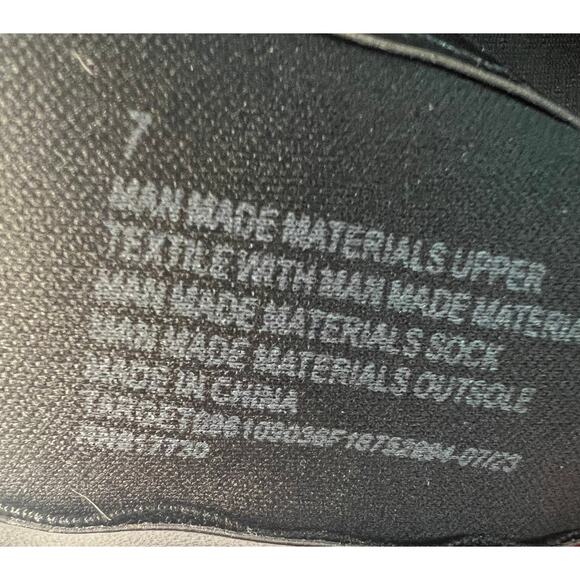 7
MAN MADE MATERIALS UPPER
TEXTILE WITH MAN MADE MATERIA
MAN MADE MATERIALS SOCK
MAN MADE MATERIALS OUTSOLE
MADE IN CHINA